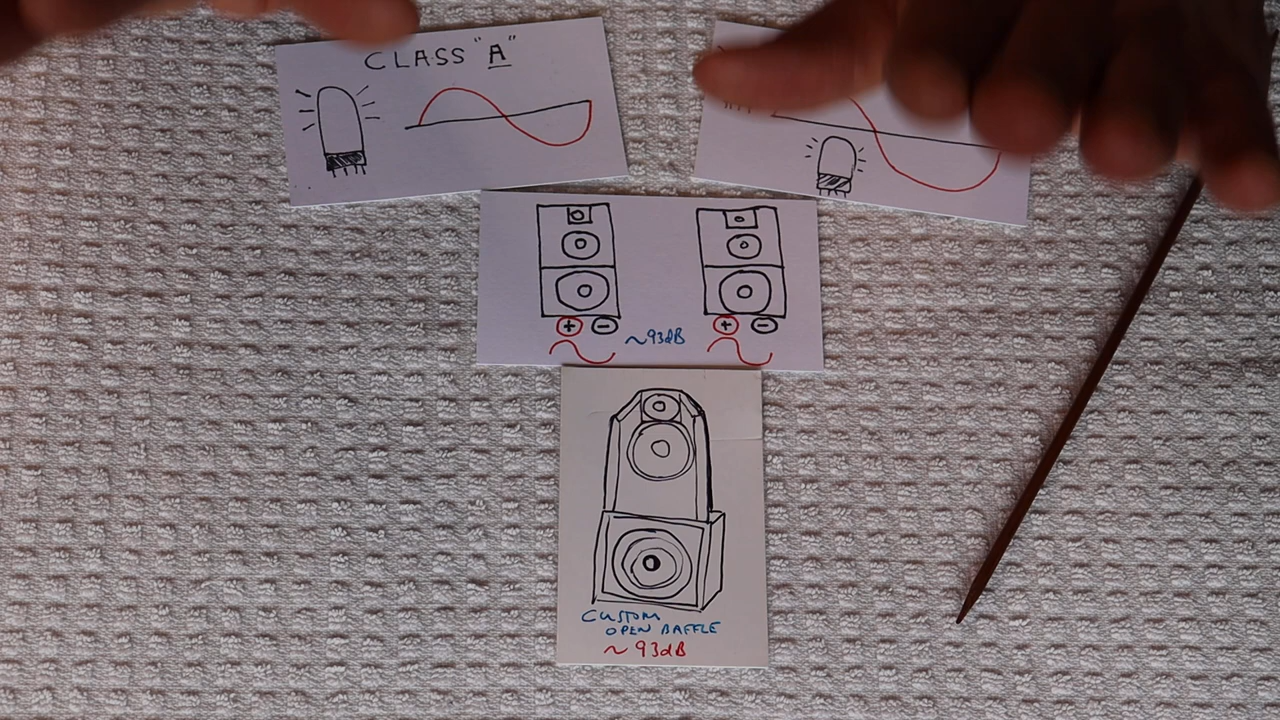 CLASS "A"
+ − ~93dB + −
CUSTOM
OPEN BAFFLE
~93dB